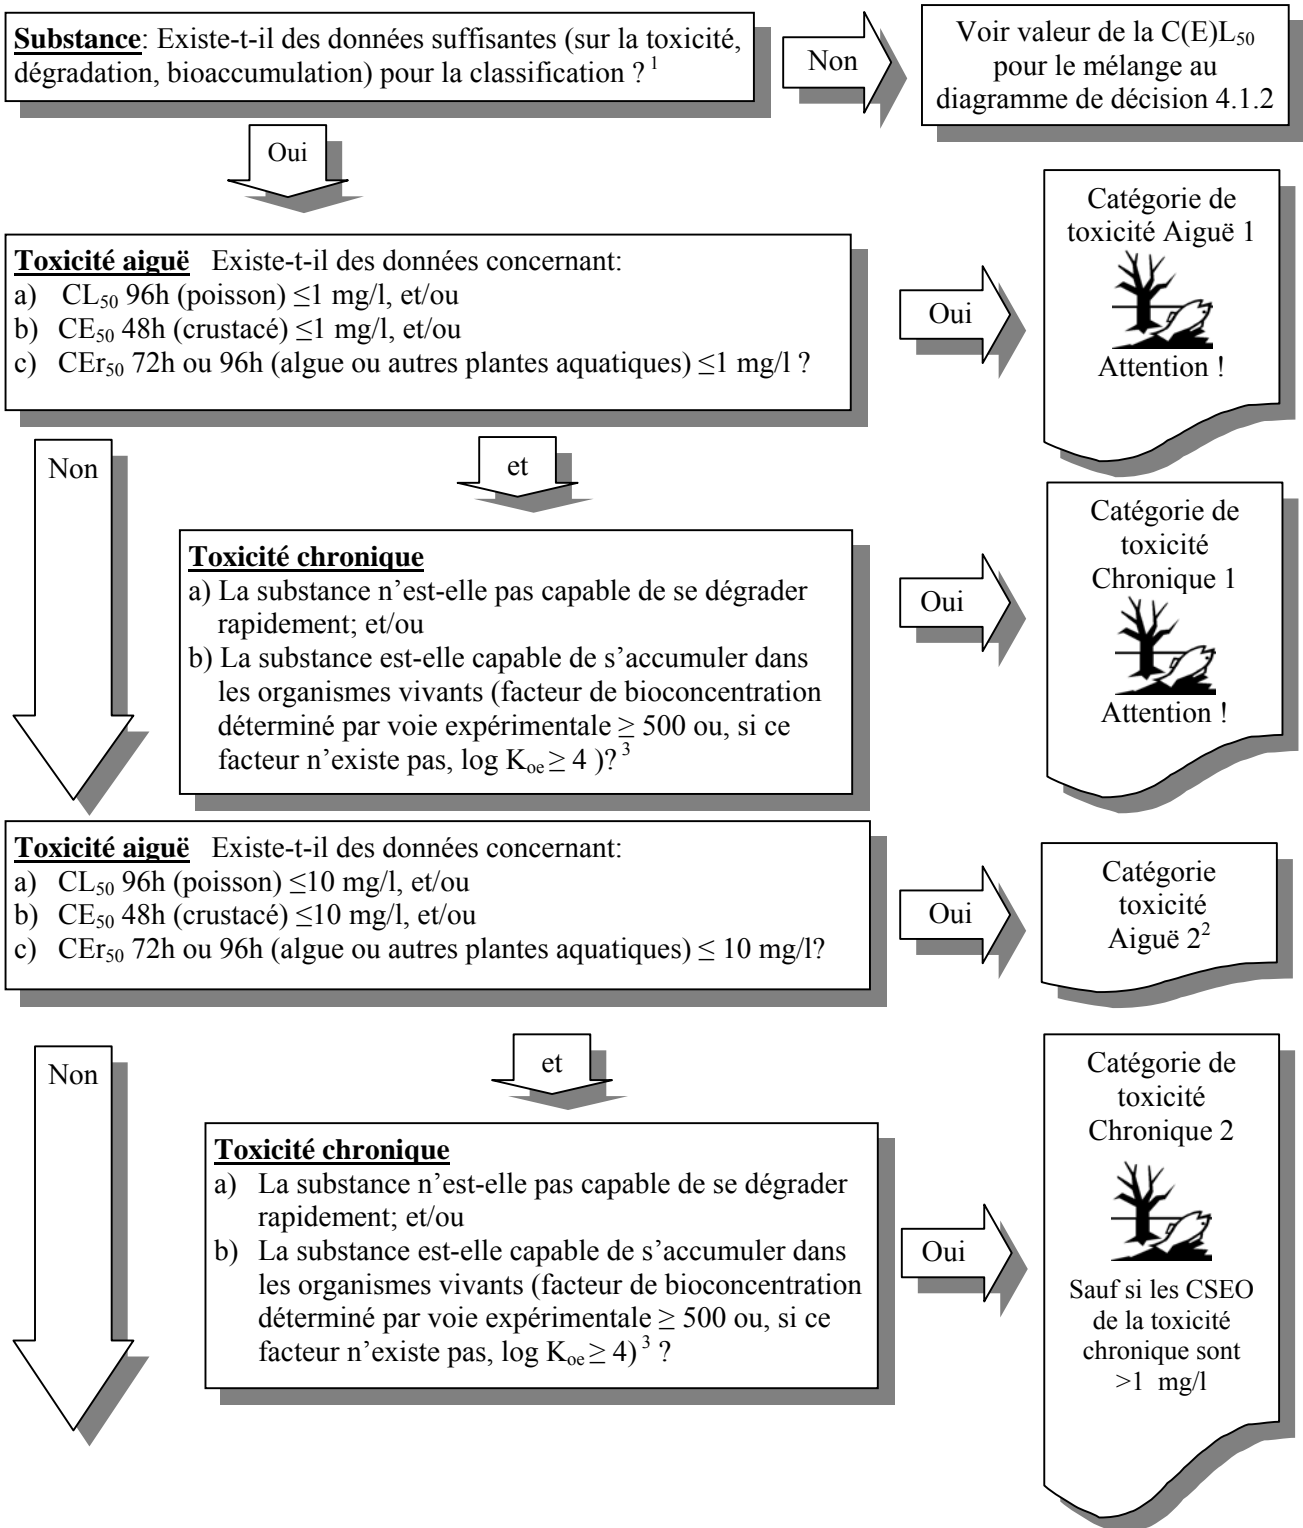 Substance: Existe-t-il des données suffisantes (sur la toxicité,
dégradation, bioaccumulation) pour la classification ? 1
Non
Voir valeur de la C(E)L50
pour le mélange au
diagramme de décision 4.1.2
Oui
Toxicité aiguë Existe-t-il des données concernant:
a) CL50 96h (poisson) ≤1 mg/l, et/ou
b) CE50 48h (crustacé) ≤1 mg/l, et/ou
c) CEr50 72h ou 96h (algue ou autres plantes aquatiques) ≤1 mg/l ?
Oui
Catégorie de
toxicité Aiguë 1
Attention !
Non
et
Toxicité chronique
a) La substance n’est-elle pas capable de se dégrader
rapidement; et/ou
b) La substance est-elle capable de s’accumuler dans
les organismes vivants (facteur de bioconcentration
déterminé par voie expérimentale ≥ 500 ou, si ce
facteur n’existe pas, log Koe ≥ 4 )? 3
Oui
Catégorie de
toxicité
Chronique 1
Attention !
Toxicité aiguë Existe-t-il des données concernant:
a) CL50 96h (poisson) ≤10 mg/l, et/ou
b) CE50 48h (crustacé) ≤10 mg/l, et/ou
c) CEr50 72h ou 96h (algue ou autres plantes aquatiques) ≤ 10 mg/l?
Oui
Catégorie
toxicité
Aiguë 2²
Non
et
Toxicité chronique
a) La substance n’est-elle pas capable de se dégrader
rapidement; et/ou
b) La substance est-elle capable de s’accumuler dans
les organismes vivants (facteur de bioconcentration
déterminé par voie expérimentale ≥ 500 ou, si ce
facteur n’existe pas, log Koe ≥ 4) 3 ?
Oui
Catégorie de
toxicité
Chronique 2
Sauf si les CSEO
de la toxicité
chronique sont
>1 mg/l